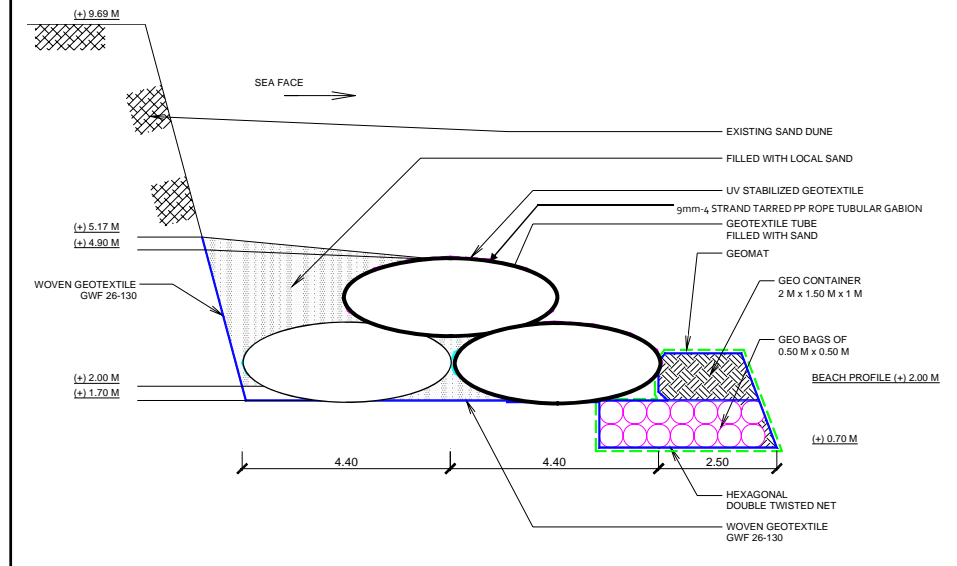 (+) 9.69 M
SEA FACE
EXISTING SAND DUNE
FILLED WITH LOCAL SAND
UV STABILIZED GEOTEXTILE
9mm-4 STRAND TARRED PP ROPE TUBULAR GABION
(+) 5.17 M
(+) 4.90 M
GEOTEXTILE TUBE
FILLED WITH SAND
GEOMAT
WOVEN GEOTEXTILE
GWF 26-130
GEO CONTAINER
2 M x 1.50 M x 1 M
GEO BAGS OF
0.50 M x 0.50 M
(+) 2.00 M
(+) 1.70 M
BEACH PROFILE (+) 2.00 M
(+) 0.70 M
4.40
4.40
2.50
HEXAGONAL
DOUBLE TWISTED NET
WOVEN GEOTEXTILE
GWF 26-130